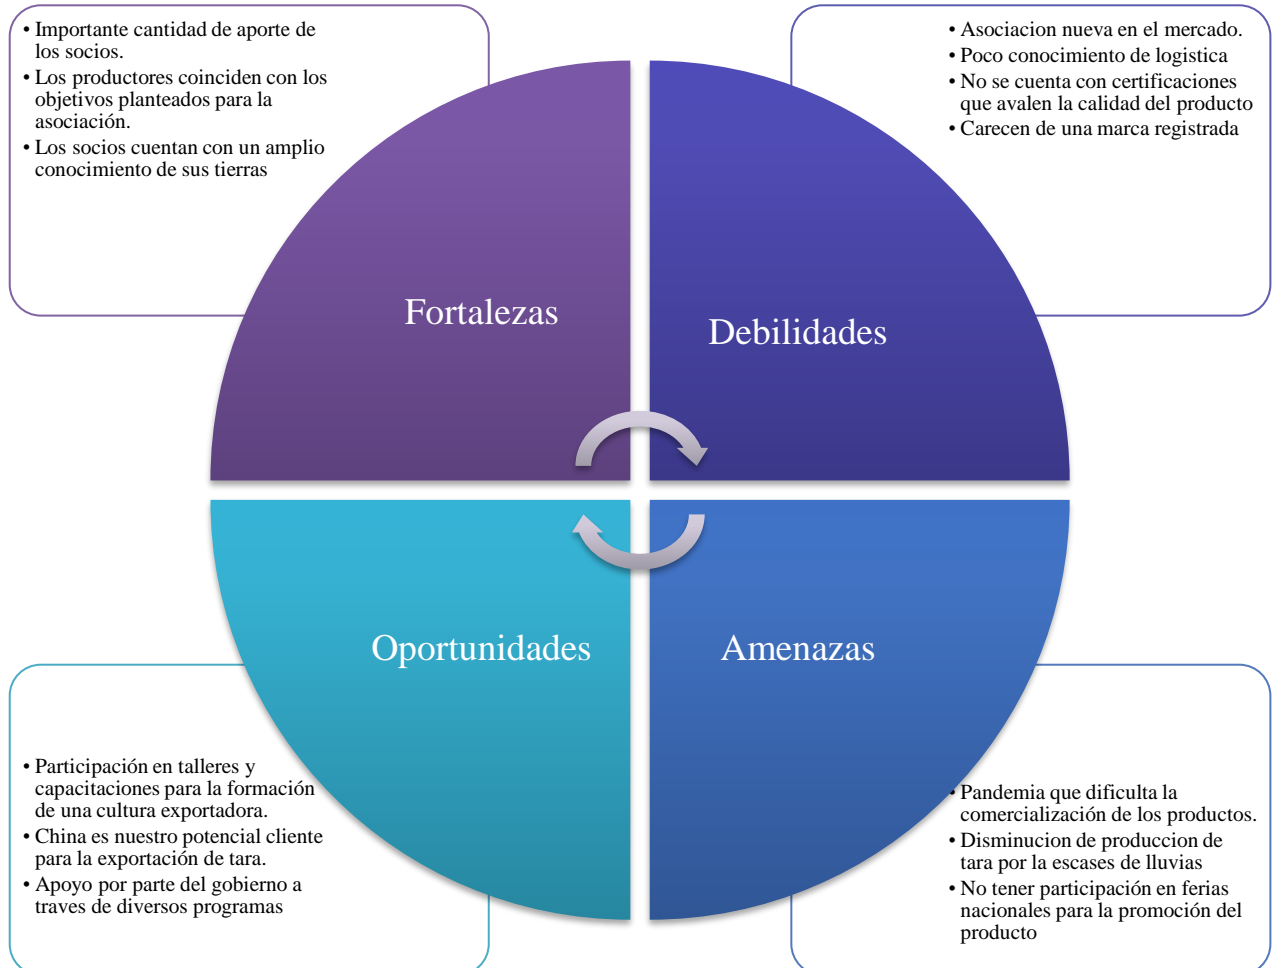 • Importante cantidad de aporte de
los socios.
• Los productores coinciden con los
objetivos planteados para la
asociación.
• Los socios cuentan con un amplio
conocimiento de sus tierras
• Asociacion nueva en el mercado.
• Poco conocimiento de logistica
• No se cuenta con certificaciones
que avalen la calidad del producto
• Carecen de una marca registrada
Fortalezas
Debilidades
Oportunidades
Amenazas
• Participación en talleres y
capacitaciones para la formación
de una cultura exportadora.
• China es nuestro potencial cliente
para la exportación de tara.
• Apoyo por parte del gobierno a
traves de diversos programas
• Pandemia que dificulta la
comercialización de los productos.
• Disminucion de produccion de
tara por la escases de lluvias
• No tener participación en ferias
nacionales para la promoción del
producto